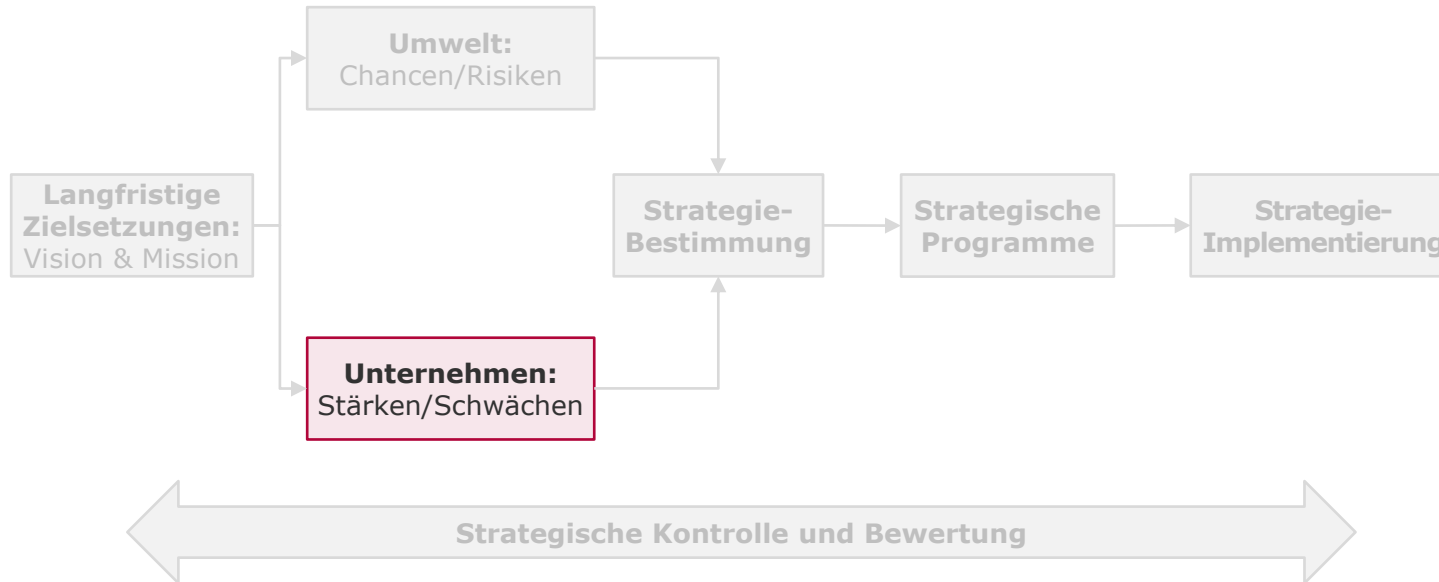 Umwelt:
Chancen/Risiken
Langfristige
Zielsetzungen:
Vision & Mission
Strategie-
Bestimmung
Strategische
Programme
Strategie-
Implementierung
Unternehmen:
Stärken/Schwächen
Strategische Kontrolle und Bewertung